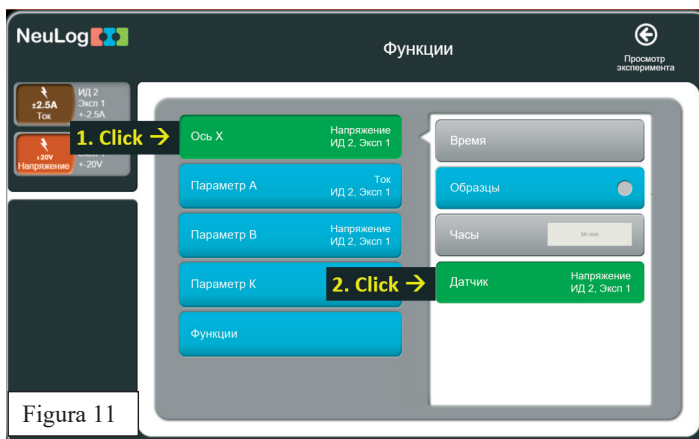 NeuLog
Функции
Просмотр
эксперимента
±2.5A
Ток
ИД 2
Эксп 1
+-2.5A
±20V
Напряжение
+-20V
1. Click →
Ось X
Напряжение
ИД 2, Эксп 1
Время
Параметр A
Ток
ИД 2, Эксп 1
Образцы
Параметр B
Напряжение
ИД 2, Эксп 1
Часы
Параметр К
2. Click →
Датчик
Напряжение
ИД 2, Эксп 1
Функции
Figura 11